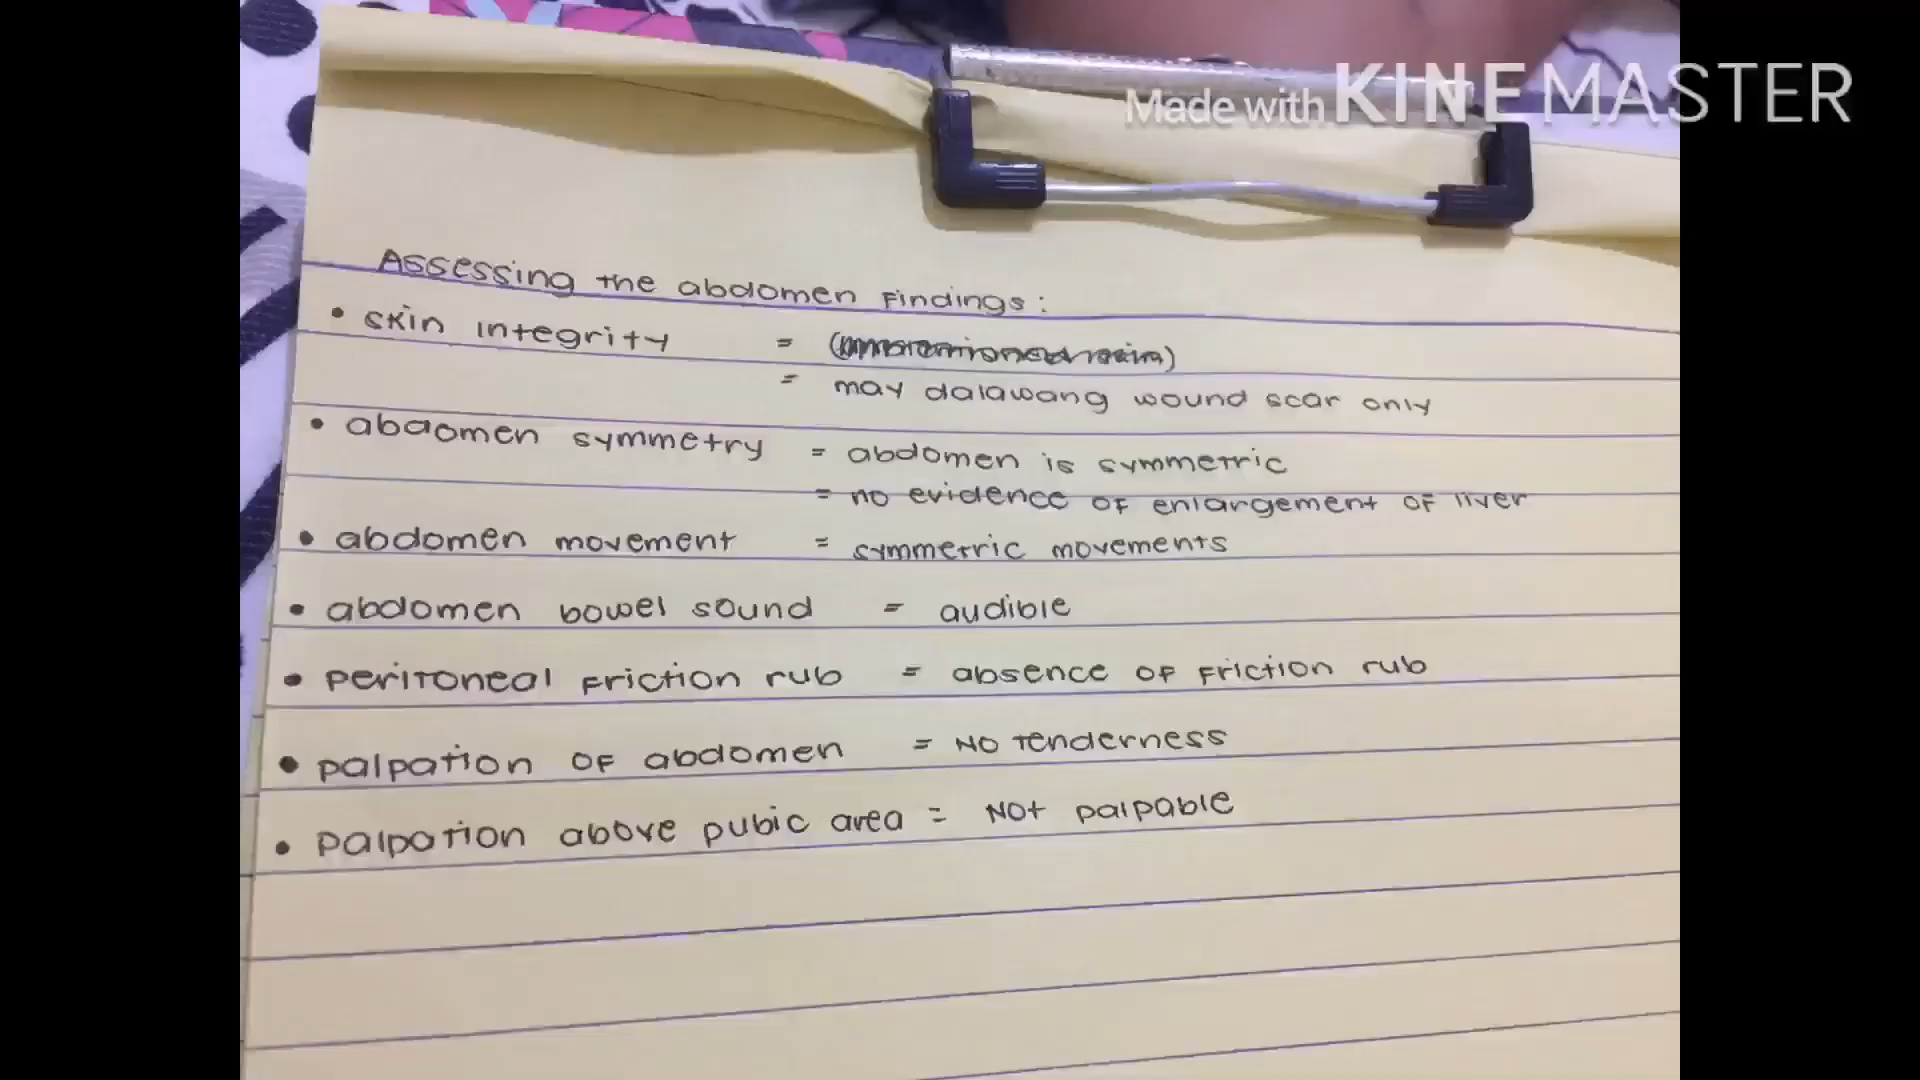 Made with KINEMASTER
Assessing the abdomen Findings:
• skin integrity =
= may dalawang wound scar only
• abdomen symmetry = abdomen is symmetric
= no evidence of enlargement of liver
• abdomen movement = symmetric movements
• abdomen bowel sound = audible
• peritoneal friction rub = absence of friction rub
• palpation of abdomen = No tenderness
• palpation above pubic area = Not palpable